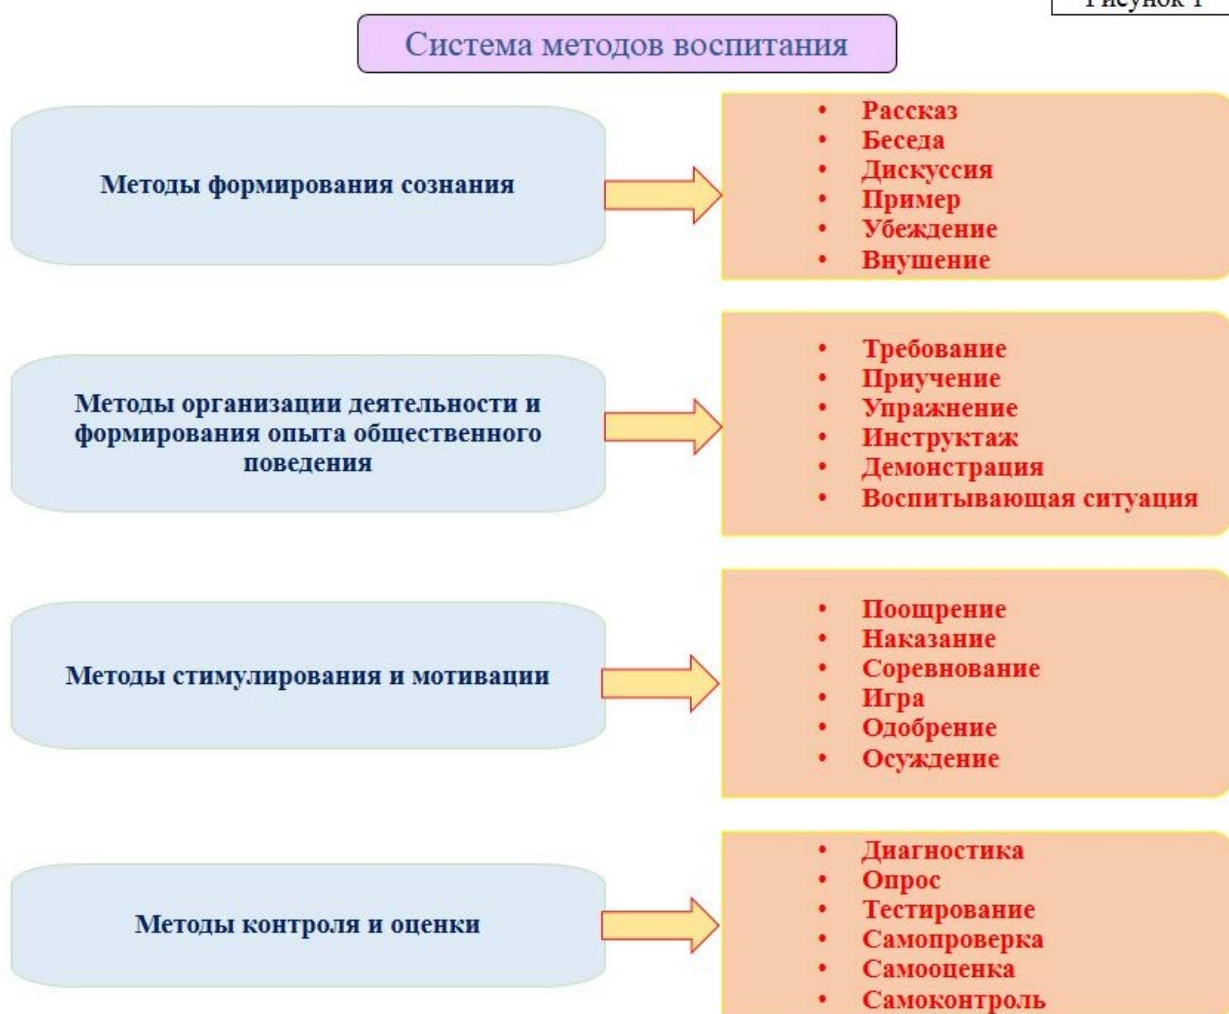 Рисунок 1
Система методов воспитания
Методы формирования сознания
• Рассказ
• Беседа
• Дискуссия
• Пример
• Убеждение
• Внушение
Методы организации деятельности и
формирования опыта общественного
поведения
• Требование
• Приучение
• Упражнение
• Инструктаж
• Демонстрация
• Воспитывающая ситуация
Методы стимулирования и мотивации
• Поощрение
• Наказание
• Соревнование
• Игра
• Одобрение
• Осуждение
Методы контроля и оценки
• Диагностика
• Опрос
• Тестирование
• Самопроверка
• Самооценка
• Самоконтроль